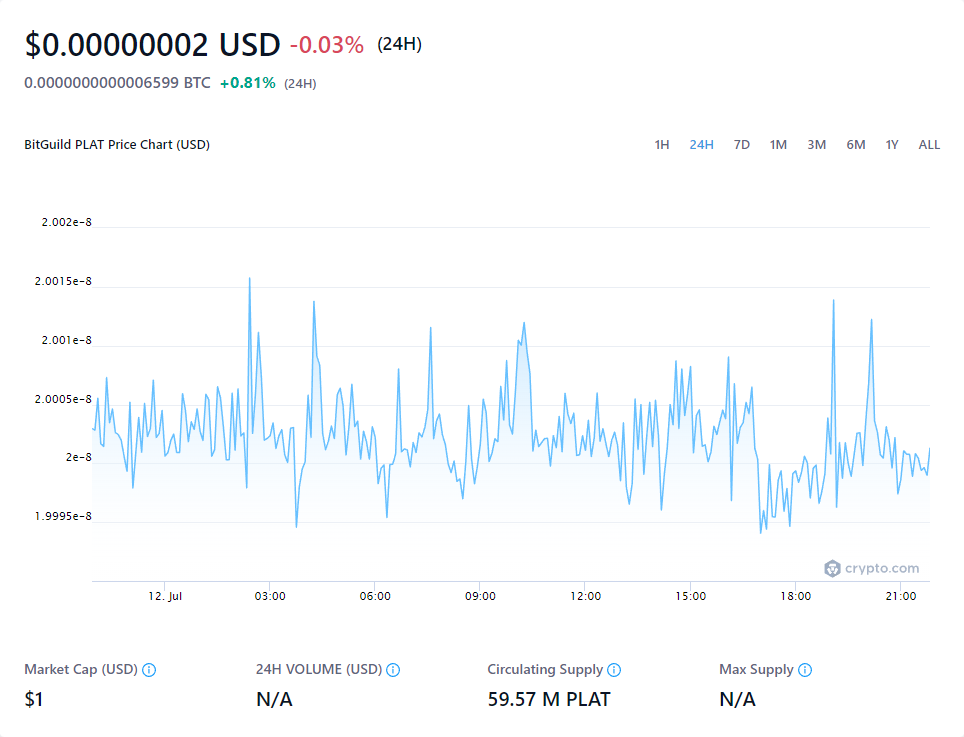 $0.00000002 USD -0.03% (24H)
0.0000000000006599 BTC +0.81% (24H)
BitGuild PLAT Price Chart (USD) 1H 24H 7D 1M 3M 6M 1Y ALL
2.002e-8
2.0015e-8
2.001e-8
2.0005e-8
2e-8
1.9995e-8
crypto.com
12. Jul 03:00 06:00 09:00 12:00 15:00 18:00 21:00
Market Cap (USD) 24H VOLUME (USD) Circulating Supply Max Supply
$1 N/A 59.57 M PLAT N/A